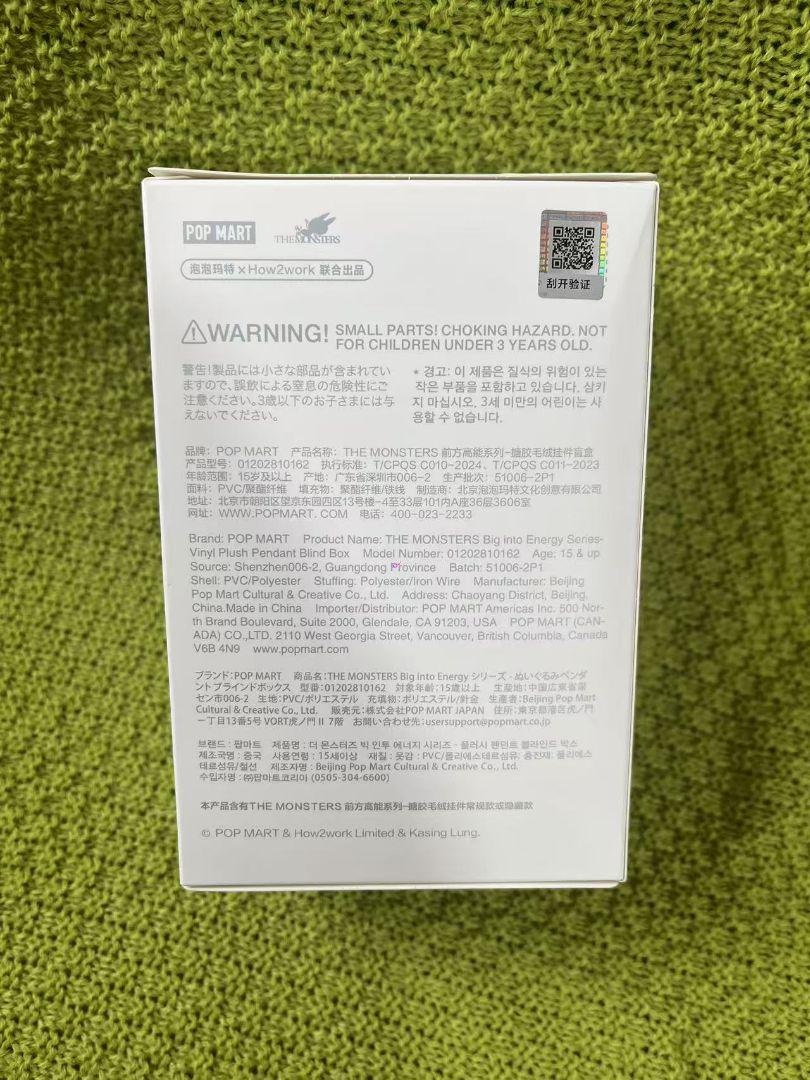 POP MART THE MONSTERS
泡泡玛特×How2work 联合出品
刮开验证
WARNING! SMALL PARTS! CHOKING HAZARD. NOT
FOR CHILDREN UNDER 3 YEARS OLD.
警告!製品には小さな部品が含まれてい
ますので、誤飲による窒息の危険性にご
注意ください。3歳以下のお子さまには与
えないでください。
* 경고: 이 제품은 질식의 위험이 있는
작은 부품을 포함하고 있습니다. 삼키
지 마십시오. 3세 미만의 어린이는 사
용할 수 없습니다.
品牌：POP MART 产品名称：THE MONSTERS 前方高能系列-搪胶毛绒挂件盲盒
产品型号：01202810162 执行标准：T/CPQS C010-2024、T/CPQS C011-2023
年龄范围：15岁及以上 产地：广东省深圳市006-2 生产批次：51006-2P1
面料：PVC/聚酯纤维 填充物：聚酯纤维/铁线 制造商：北京泡泡玛特文化创意有限公司
地址：北京市朝阳区望京东园四区13号楼-4至33层101内A座36层3606室
网址：WWW.POPMART.COM 电话：400-023-2233
Brand: POP MART Product Name: THE MONSTERS Big into Energy Series-
Vinyl Plush Pendant Blind Box Model Number: 01202810162 Age: 15 & up
Source: Shenzhen006-2, Guangdong Province Batch: 51006-2P1
Shell: PVC/Polyester Stuffing: Polyester/Iron Wire Manufacturer: Beijing
Pop Mart Cultural & Creative Co., Ltd. Address: Chaoyang District, Beijing,
China.Made in China Importer/Distributor: POP MART Americas Inc. 500 Nor-
th Brand Boulevard, Suite 2000, Glendale, CA 91203, USA POP MART (CAN-
ADA) CO.,LTD. 2110 West Georgia Street, Vancouver, British Columbia, Canada
V6B 4N9 www.popmart.com
ブランド:POP MART 商品名:THE MONSTERS Big into Energy シリーズ - ぬいぐるみペンダ
ント ブラインドボックス 型番:01202810162 対象年齢:15歳以上 生産地:中国広東省深
セン市006-2 生地:PVC/ポリエステル 充填物:ポリエステル/針金 生産者:Beijing Pop Mart
Cultural & Creative Co., Ltd. 販売元:株式会社POP MART JAPAN 住所:東京都港区虎ノ門
一丁目13番5号 VORT虎ノ門Ⅱ 7階 お問い合わせ先:usersupport@popmart.co.jp
브랜드 : 팝마트 제품명 : 더 몬스터즈 빅 인투 에너지 시리즈 - 플러시 펜던트 블라인드 박스
제조국명 : 중국 사용연령 : 15세이상 재질 : 옷감 : PVC/폴리에스테르섬유; 충전재: 폴리에스
테르섬유/철선 제조자명 : Beijing Pop Mart Cultural & Creative Co., Ltd.
수입자명 : ㈜팝마트코리아 (0505-304-6600)
本产品含有THE MONSTERS 前方高能系列-搪胶毛绒挂件常规款或隐藏款
© POP MART & How2work Limited & Kasing Lung.